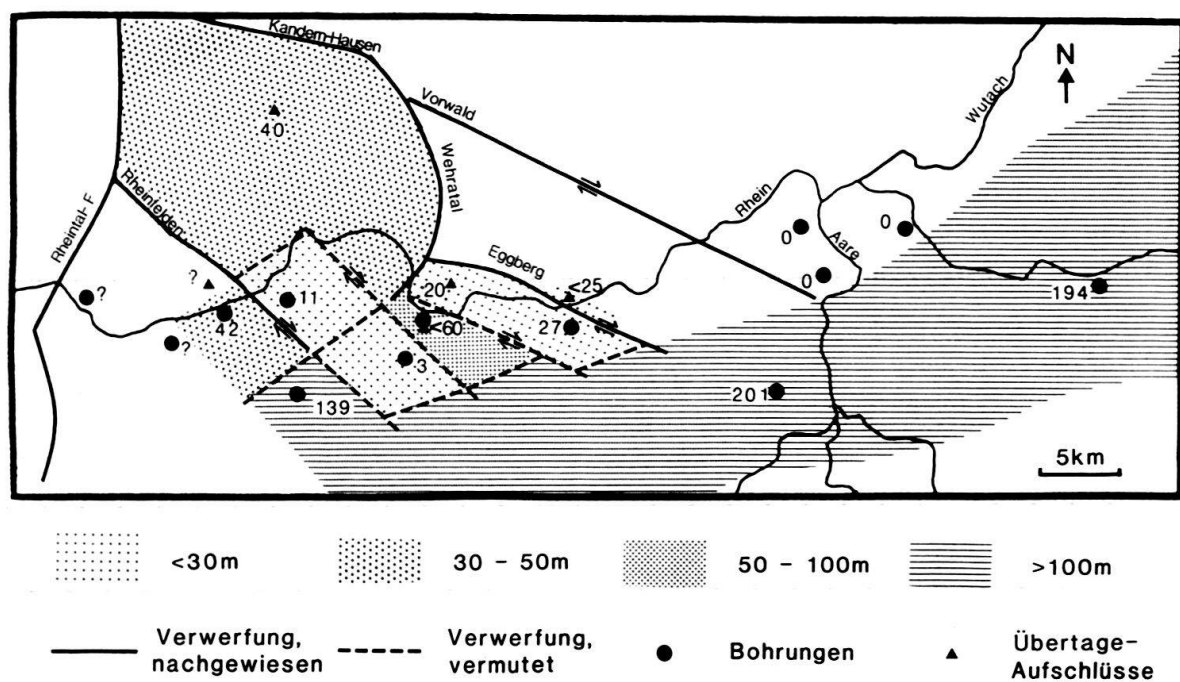 Kandern-Hausen
N
Vorwald
Wutach
40
Wehratal
Rheinfelden
Rheintal-F
Rhein
0
0
Aare
Eggberg
?
?
20
<25
0
11
194
42
<60
27
?
3
139
201
5km
<30m
30 - 50m
50 - 100m
>100m
Verwerfung,
nachgewiesen
Verwerfung,
vermutet
Bohrungen
Übertage-
Aufschlüsse